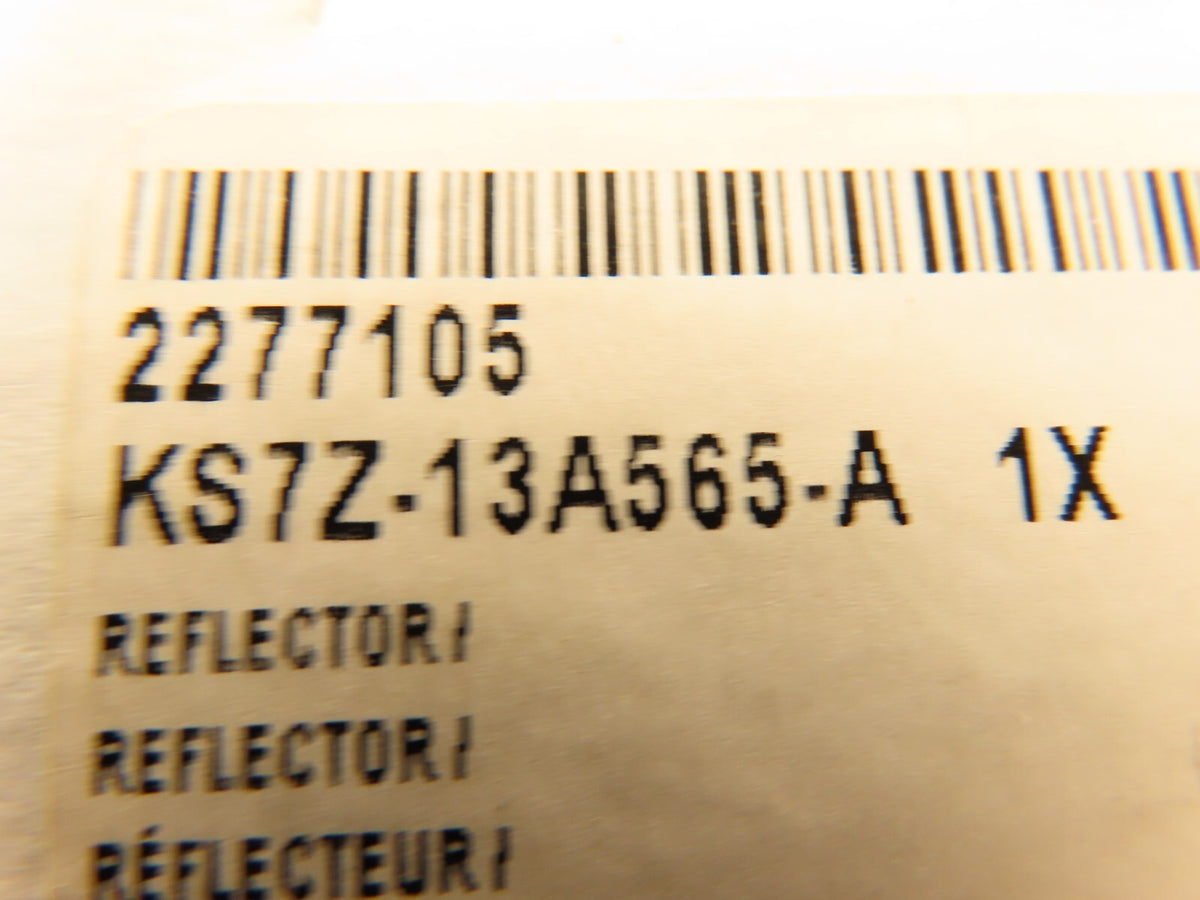 2277105
KS7Z-13A565-A 1X
REFLECTOR/
REFLECTOR/
RÉFLECTEUR/